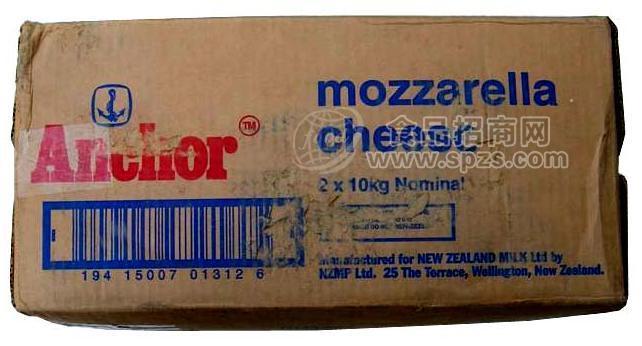 mozzarella
Anchor™
cheese
食品招商网
www.spzs.com
2 x 10kg Nominal
194 15007 01312 6
Manufactured for NEW ZEALAND MILK Ltd by
NZMP Ltd. 25 The Terrace, Wellington, New Zealand.